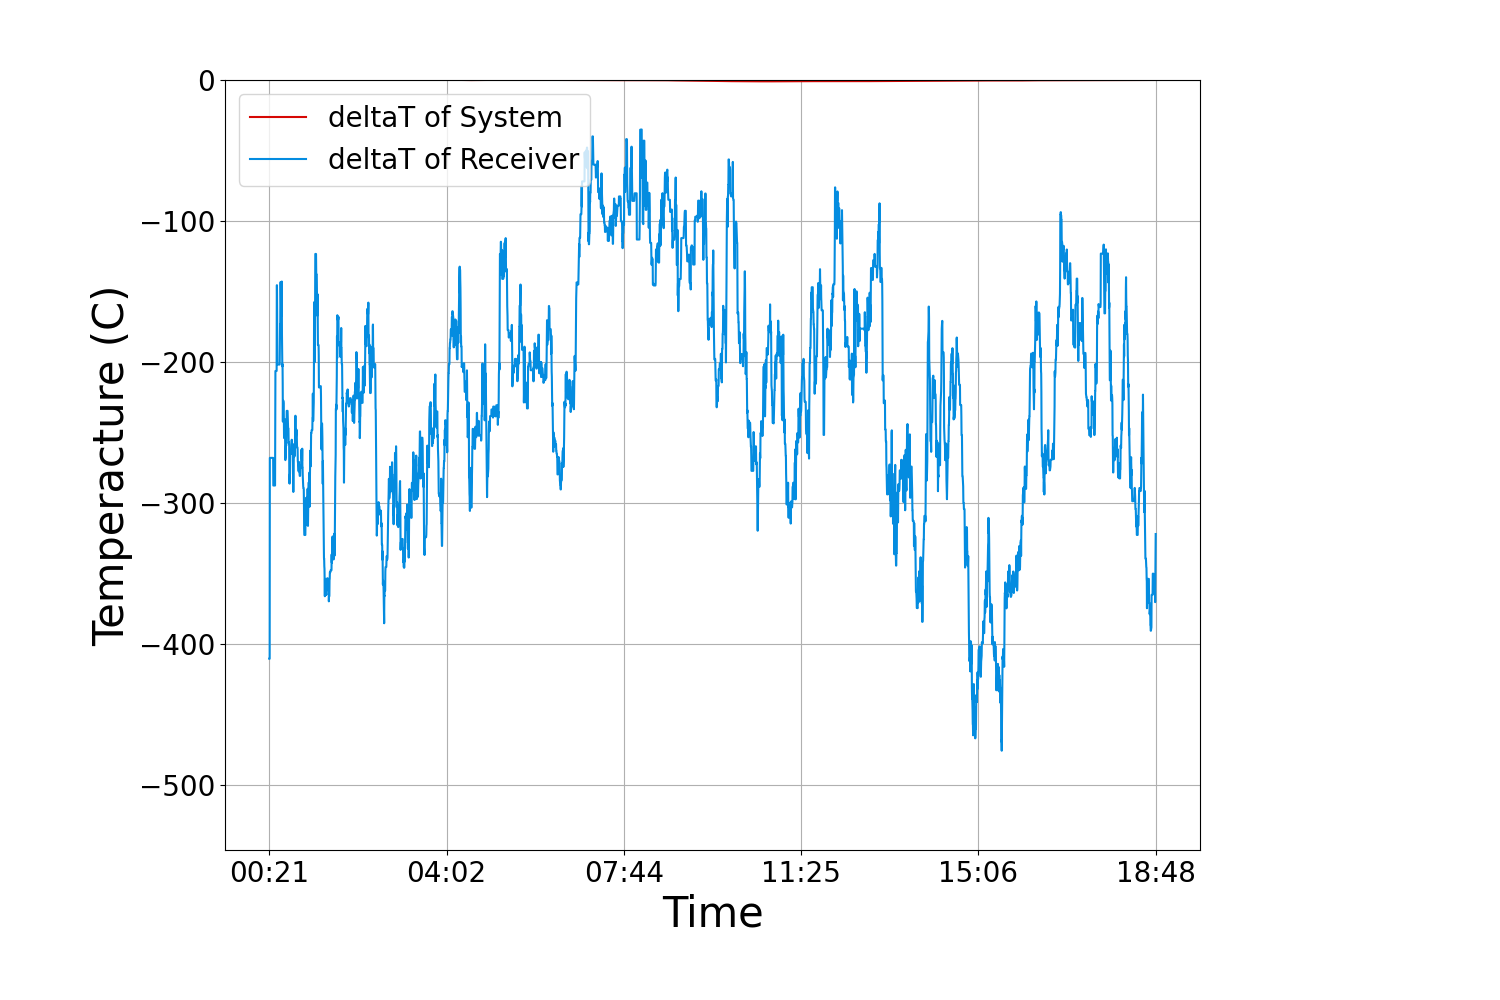 deltaT of System
deltaT of Receiver
Temperacture (C)
0
−100
−200
−300
−400
−500
00:21 04:02 07:44 11:25 15:06 18:48
Time